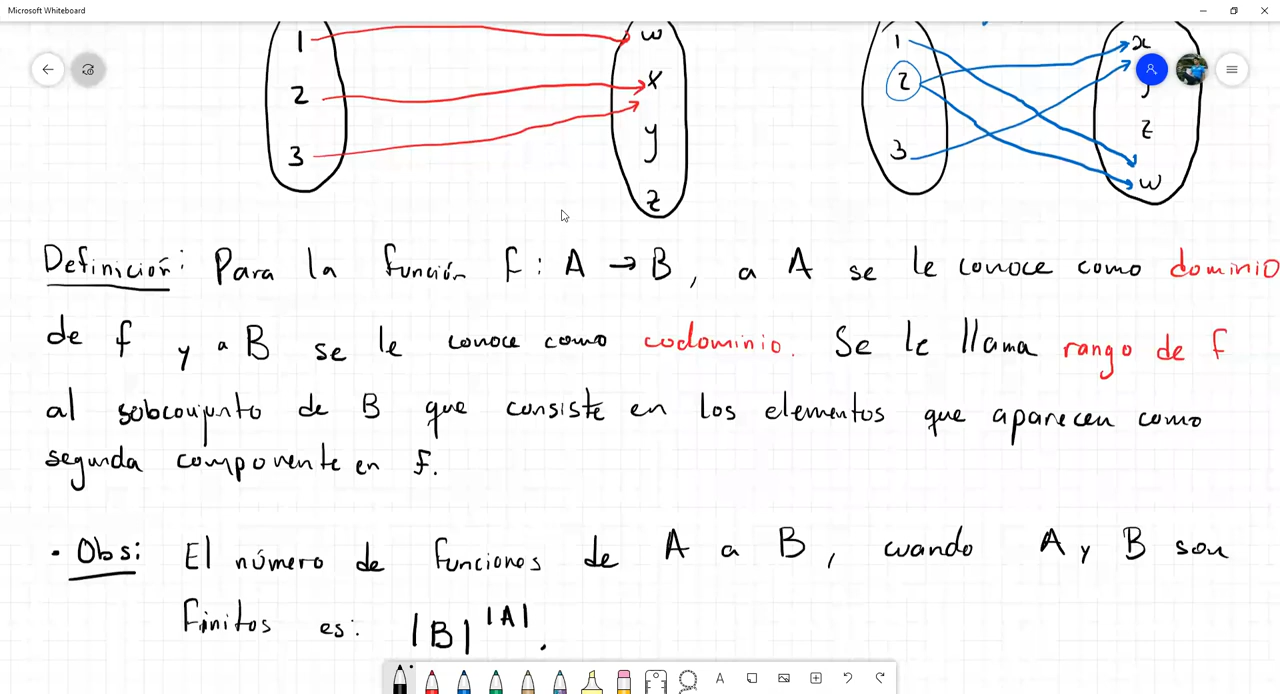 Microsoft Whiteboard
1
2
3
w
x
y
z
1
2
3
x
z
w
Definición: Para la función f : A → B, a A se le conoce como dominio
de f y a B se le conoce como codominio. Se le llama rango de f
al subconjunto de B que consiste en los elementos que aparecen como
segunda componente en f.
• Obs: El número de funciones de A a B, cuando A y B son
finitos es: |B|^|A|.
A